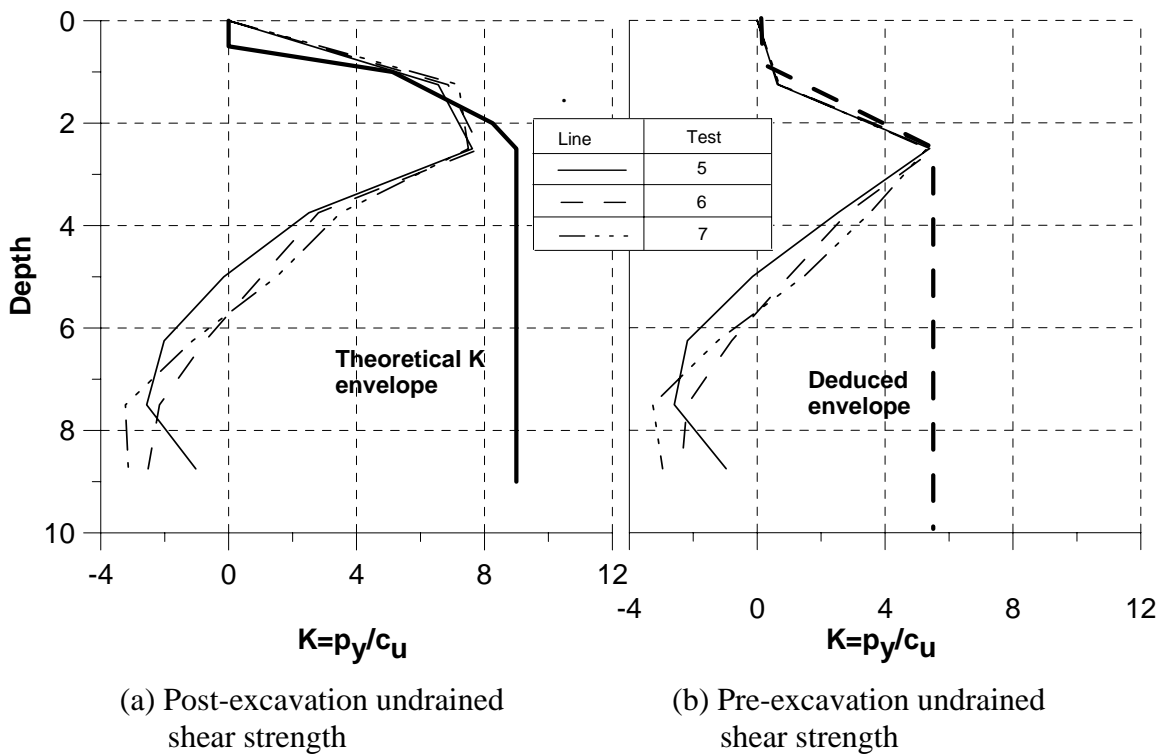 0
2
4
6
8
10
Depth
-4 0 4 8 12
K=py/cu
Theoretical K
envelope
Line Test
5
6
7
Deduced
envelope
-4 0 4 8 12
K=py/cu
(a) Post-excavation undrained
shear strength
(b) Pre-excavation undrained
shear strength